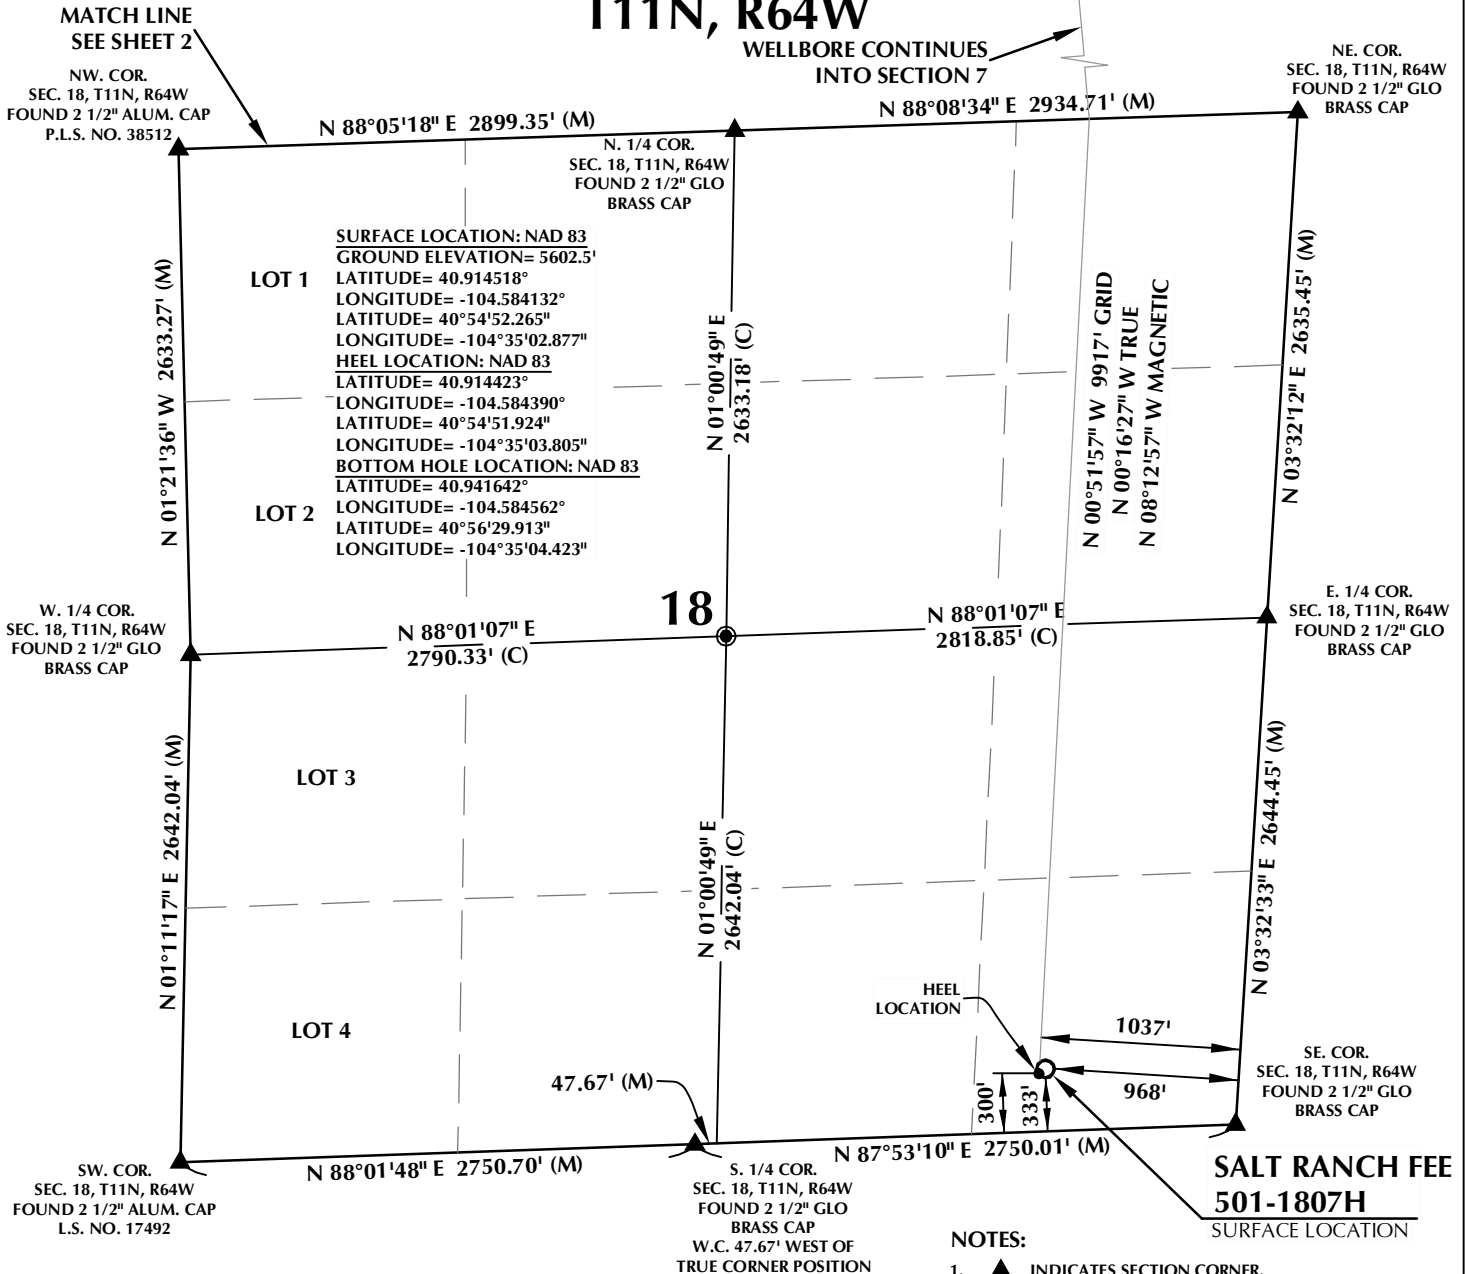 T11N, R64W
MATCH LINE
SEE SHEET 2
WELLBORE CONTINUES
INTO SECTION 7
NW. COR.
SEC. 18, T11N, R64W
FOUND 2 1/2" ALUM. CAP
P.L.S. NO. 38512
NE. COR.
SEC. 18, T11N, R64W
FOUND 2 1/2" GLO
BRASS CAP
N 88°05'18" E 2899.35' (M)
N 88°08'34" E 2934.71' (M)
N. 1/4 COR.
SEC. 18, T11N, R64W
FOUND 2 1/2" GLO
BRASS CAP
LOT 1
SURFACE LOCATION: NAD 83
GROUND ELEVATION= 5602.5'
LATITUDE= 40.914518°
LONGITUDE= -104.584132°
LATITUDE= 40°54'52.265"
LONGITUDE= -104°35'02.877"
HEEL LOCATION: NAD 83
LATITUDE= 40.914423°
LONGITUDE= -104.584390°
LATITUDE= 40°54'51.924"
LONGITUDE= -104°35'03.805"
BOTTOM HOLE LOCATION: NAD 83
LATITUDE= 40.941642°
LONGITUDE= -104.584562°
LATITUDE= 40°56'29.913"
LONGITUDE= -104°35'04.423"
LOT 2
N 01°21'36" W 2633.27' (M)
N 01°00'49" E
2633.18' (C)
N 00°51'57" W 9917' GRID
N 00°16'27" W TRUE
N 08°12'57" W MAGNETIC
N 03°32'12" E 2635.45' (M)
W. 1/4 COR.
SEC. 18, T11N, R64W
FOUND 2 1/2" GLO
BRASS CAP
N 88°01'07" E
2790.33' (C)
18
N 88°01'07" E
2818.85' (C)
E. 1/4 COR.
SEC. 18, T11N, R64W
FOUND 2 1/2" GLO
BRASS CAP
LOT 3
N 01°11'17" E 2642.04' (M)
N 01°00'49" E
2642.04' (C)
N 03°32'33" E 2644.45' (M)
LOT 4
HEEL
LOCATION
1037'
968'
300'
333'
47.67' (M)
SE. COR.
SEC. 18, T11N, R64W
FOUND 2 1/2" GLO
BRASS CAP
SW. COR.
SEC. 18, T11N, R64W
FOUND 2 1/2" ALUM. CAP
L.S. NO. 17492
N 88°01'48" E 2750.70' (M)
N 87°53'10" E 2750.01' (M)
S. 1/4 COR.
SEC. 18, T11N, R64W
FOUND 2 1/2" GLO
BRASS CAP
W.C. 47.67' WEST OF
TRUE CORNER POSITION
SALT RANCH FEE
501-1807H
SURFACE LOCATION
NOTES:
1. ▲ INDICATES SECTION CORNER.